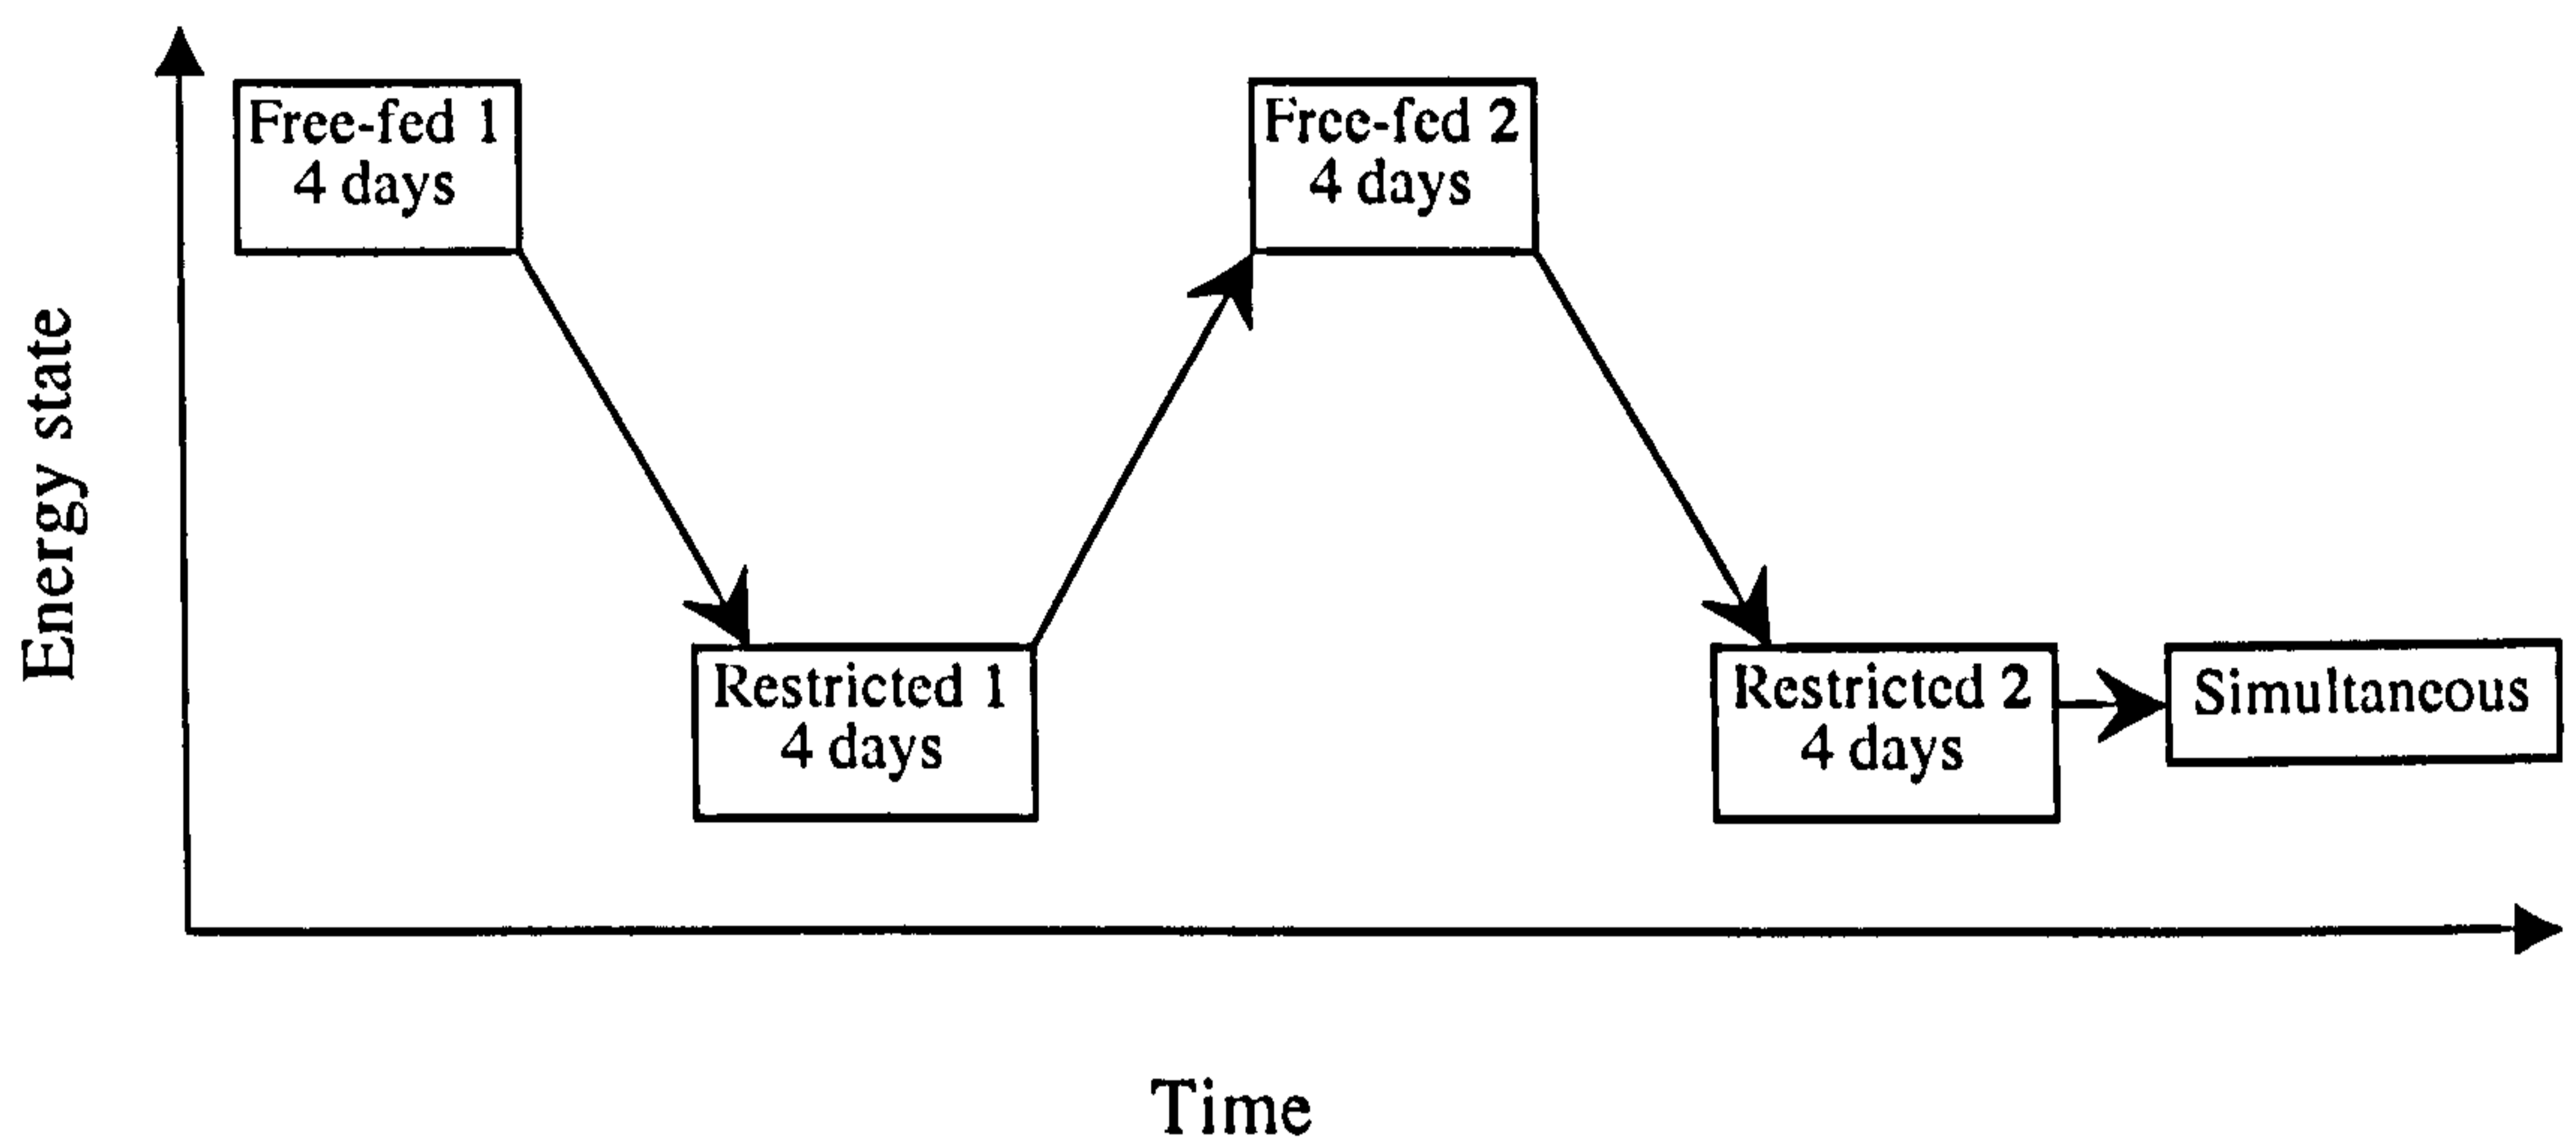 Energy state
Free-fed 1
4 days
Free-fed 2
4 days
Restricted 1
4 days
Restricted 2
4 days
Simultaneous
Time